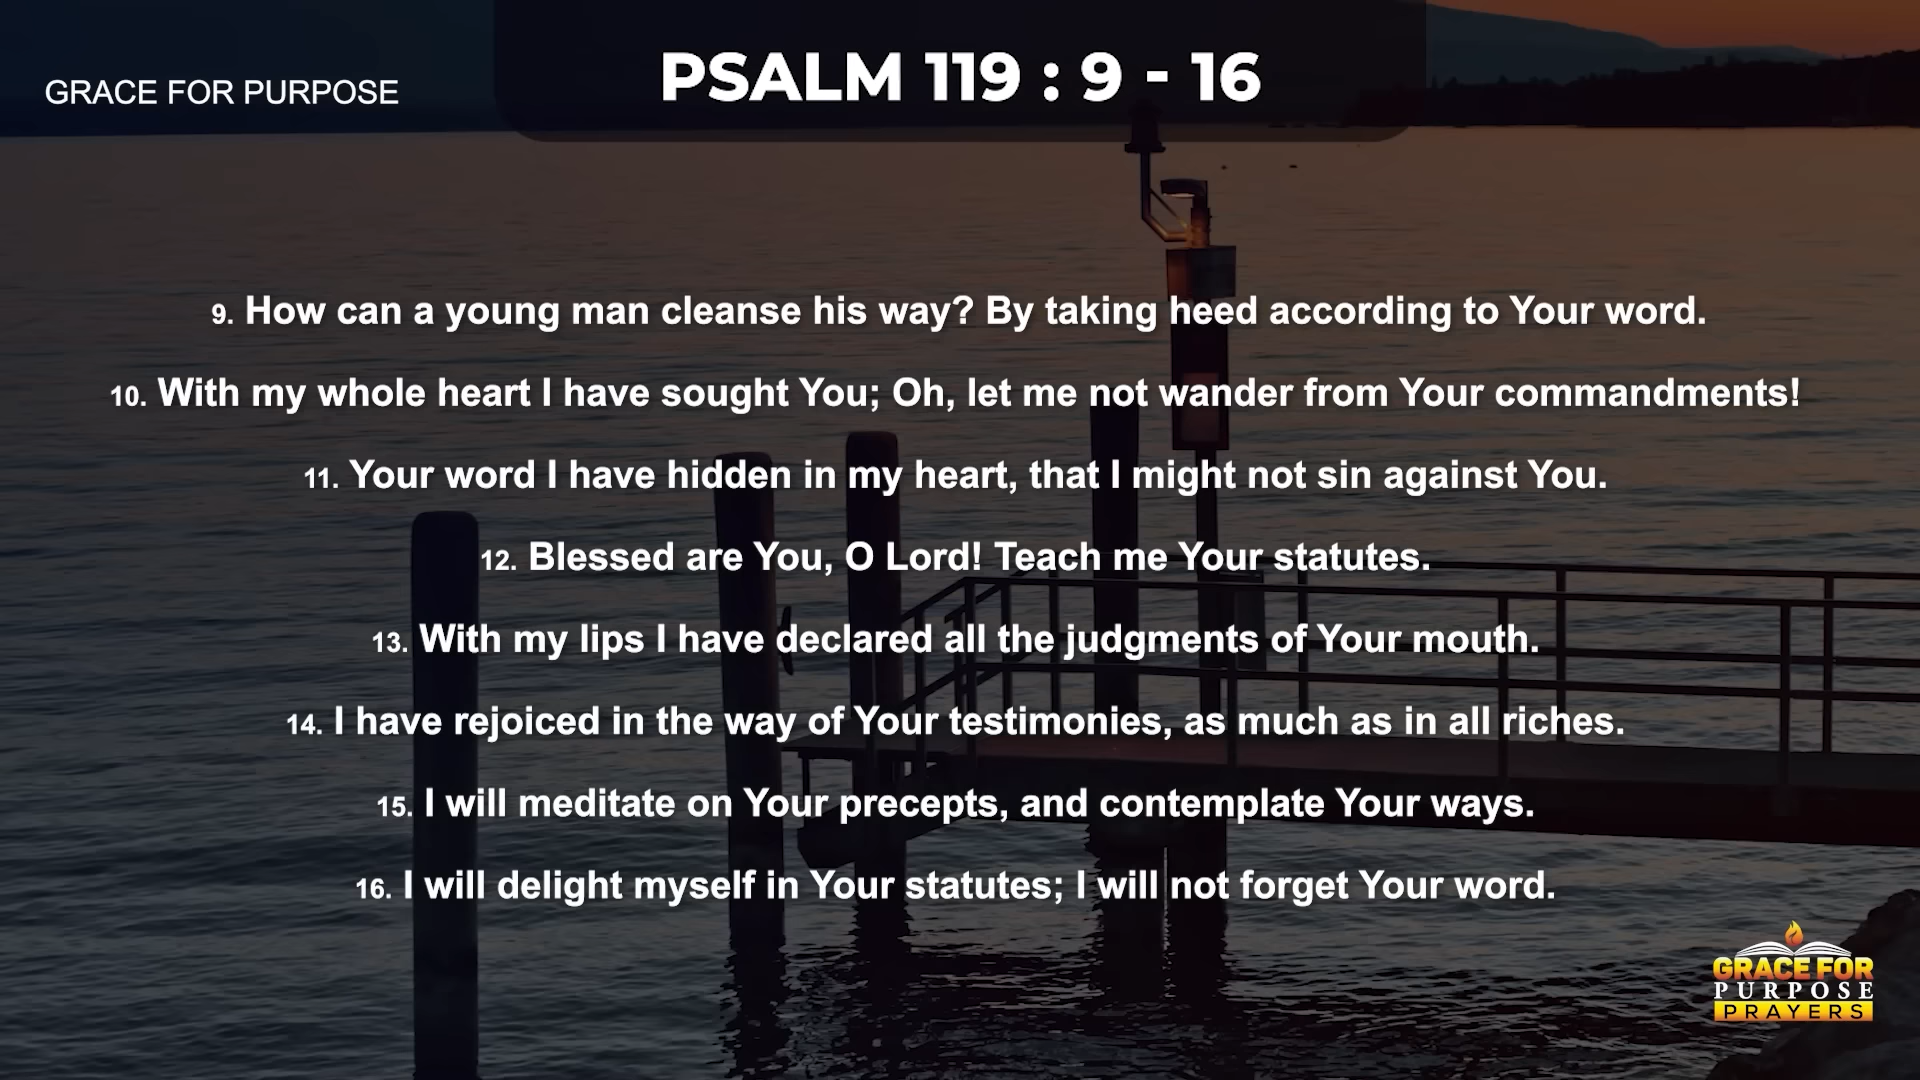 GRACE FOR PURPOSE
PSALM 119 : 9 - 16
9. How can a young man cleanse his way? By taking heed according to Your word.
10. With my whole heart I have sought You; Oh, let me not wander from Your commandments!
11. Your word I have hidden in my heart, that I might not sin against You.
12. Blessed are You, O Lord! Teach me Your statutes.
13. With my lips I have declared all the judgments of Your mouth.
14. I have rejoiced in the way of Your testimonies, as much as in all riches.
15. I will meditate on Your precepts, and contemplate Your ways.
16. I will delight myself in Your statutes; I will not forget Your word.
GRACE FOR
PURPOSE
PRAYERS